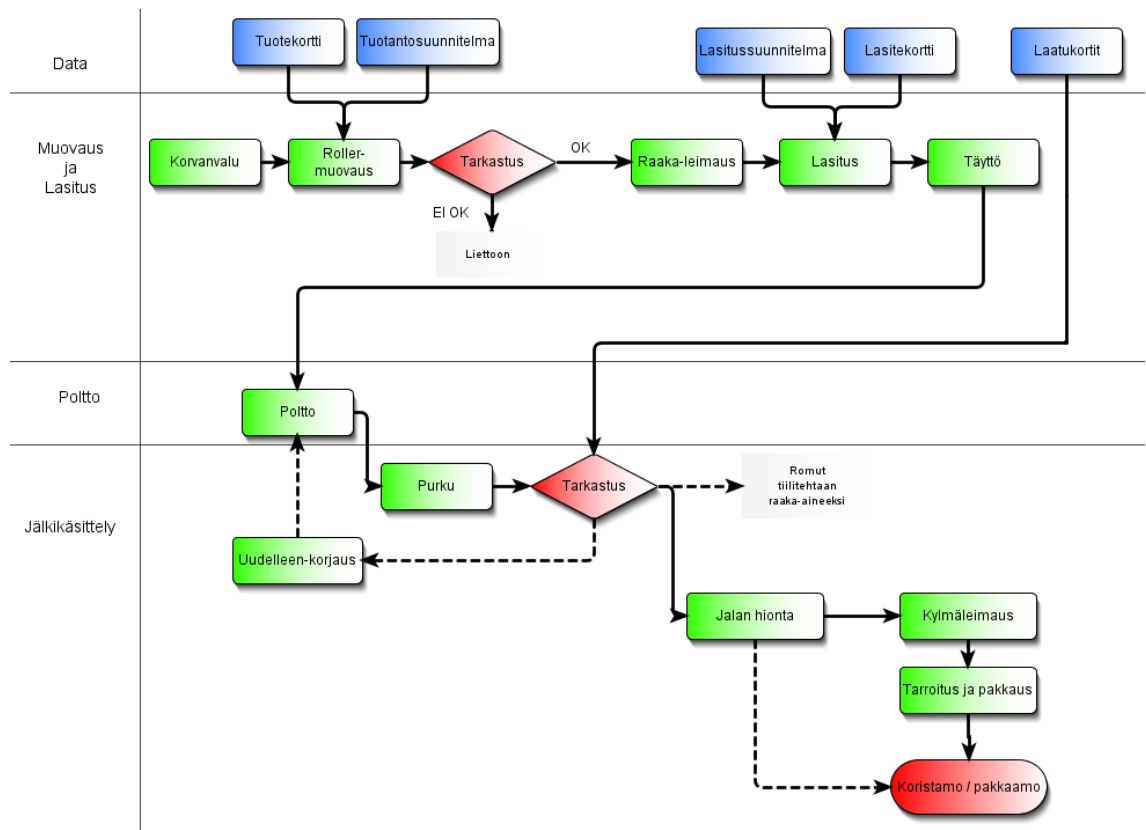 Data
Tuotekortti
Tuotantosuunnitelma
Lasitussuunnitelma
Lasitekortti
Laatukortit
Muovaus
ja
Lasitus
Korvanvalu
Roller-
muovaus
Tarkastus
OK
Raaka-leimaus
Lasitus
Täyttö
EI OK
Liettoon
Poltto
Poltto
Jälkikäsittely
Purku
Tarkastus
Romut
tiilitehtaan
raaka-aineeksi
Uudelleen-korjaus
Jalan hionta
Kylmäleimaus
Tarroitus ja pakkaus
Koristamo / pakkaamo